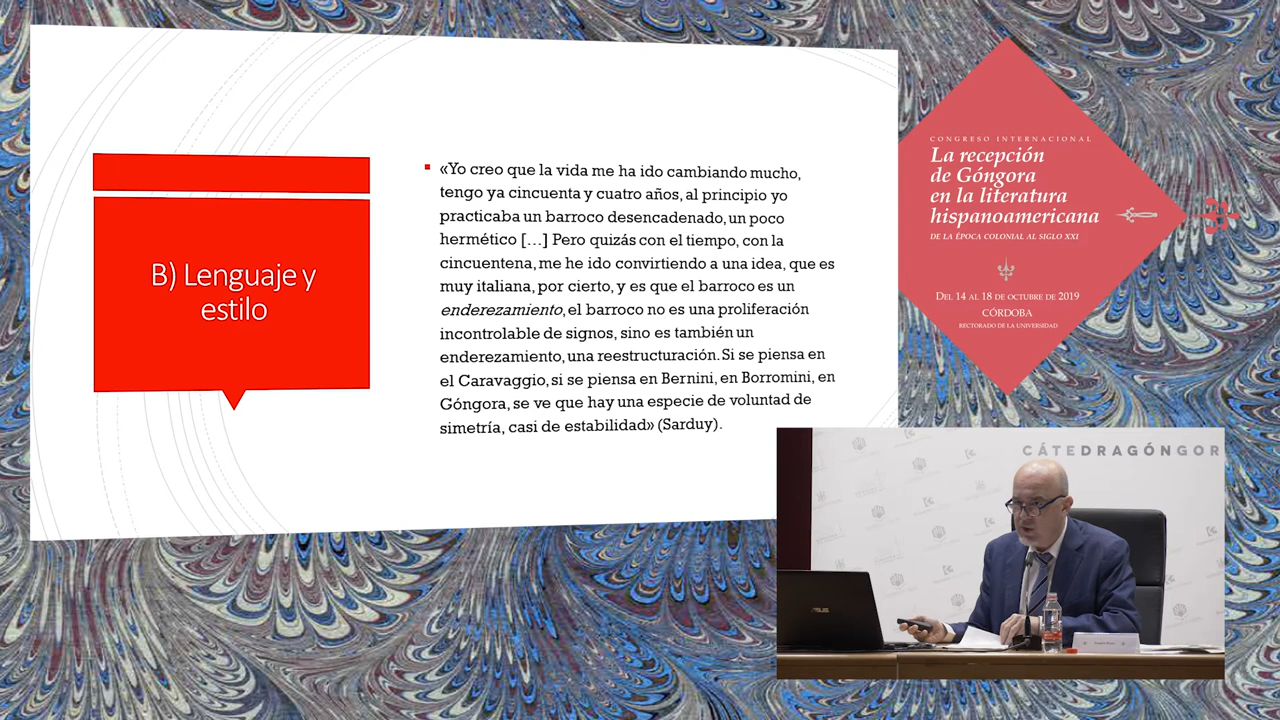 B) Lenguaje y
estilo
«Yo creo que la vida me ha ido cambiando mucho,
tengo ya cincuenta y cuatro años, al principio yo
practicaba un barroco desencadenado, un poco
hermético […] Pero quizás con el tiempo, con la
cincuentena, me he ido convirtiendo a una idea, que es
muy italiana, por cierto, y es que el barroco es un
enderezamiento, el barroco no es una proliferación
incontrolable de signos, sino es también un
enderezamiento, una reestructuración. Si se piensa en
el Caravaggio, si se piensa en Bernini, en Borromini, en
Góngora, se ve que hay una especie de voluntad de
simetría, casi de estabilidad» (Sarduy).
CONGRESO INTERNACIONAL
La recepción
de Góngora
en la literatura
hispanoamericana
DE LA ÉPOCA COLONIAL AL SIGLO XXI
DEL 14 AL 18 DE OCTUBRE DE 2019
CÓRDOBA
RECTORADO DE LA UNIVERSIDAD
CÁTEDRAGÓNGOR
ASUS